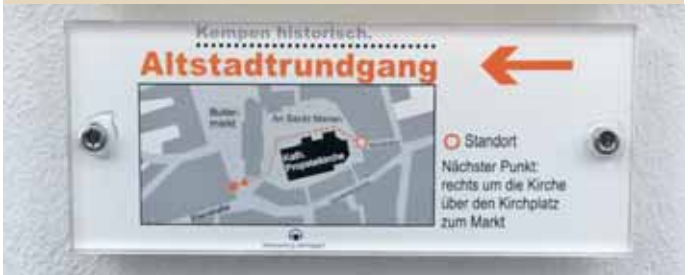 Kempen historisch.
Altstadtrundgang
Butter-
markt
An Sankt Marien
Kath.
Propsteikirche
Standort
Nächster Punkt:
rechts um die Kirche
über den Kirchplatz
zum Markt